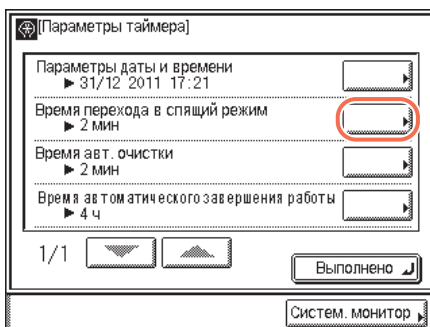 [Параметры таймера]
Параметры даты и времени
▶ 31/12 2011 17:21
Время перехода в спящий режим
▶ 2 мин
Время авт. очистки
▶ 2 мин
Время автоматического завершения работы
▶ 4 ч
1/1
Выполнено
Систем. монитор